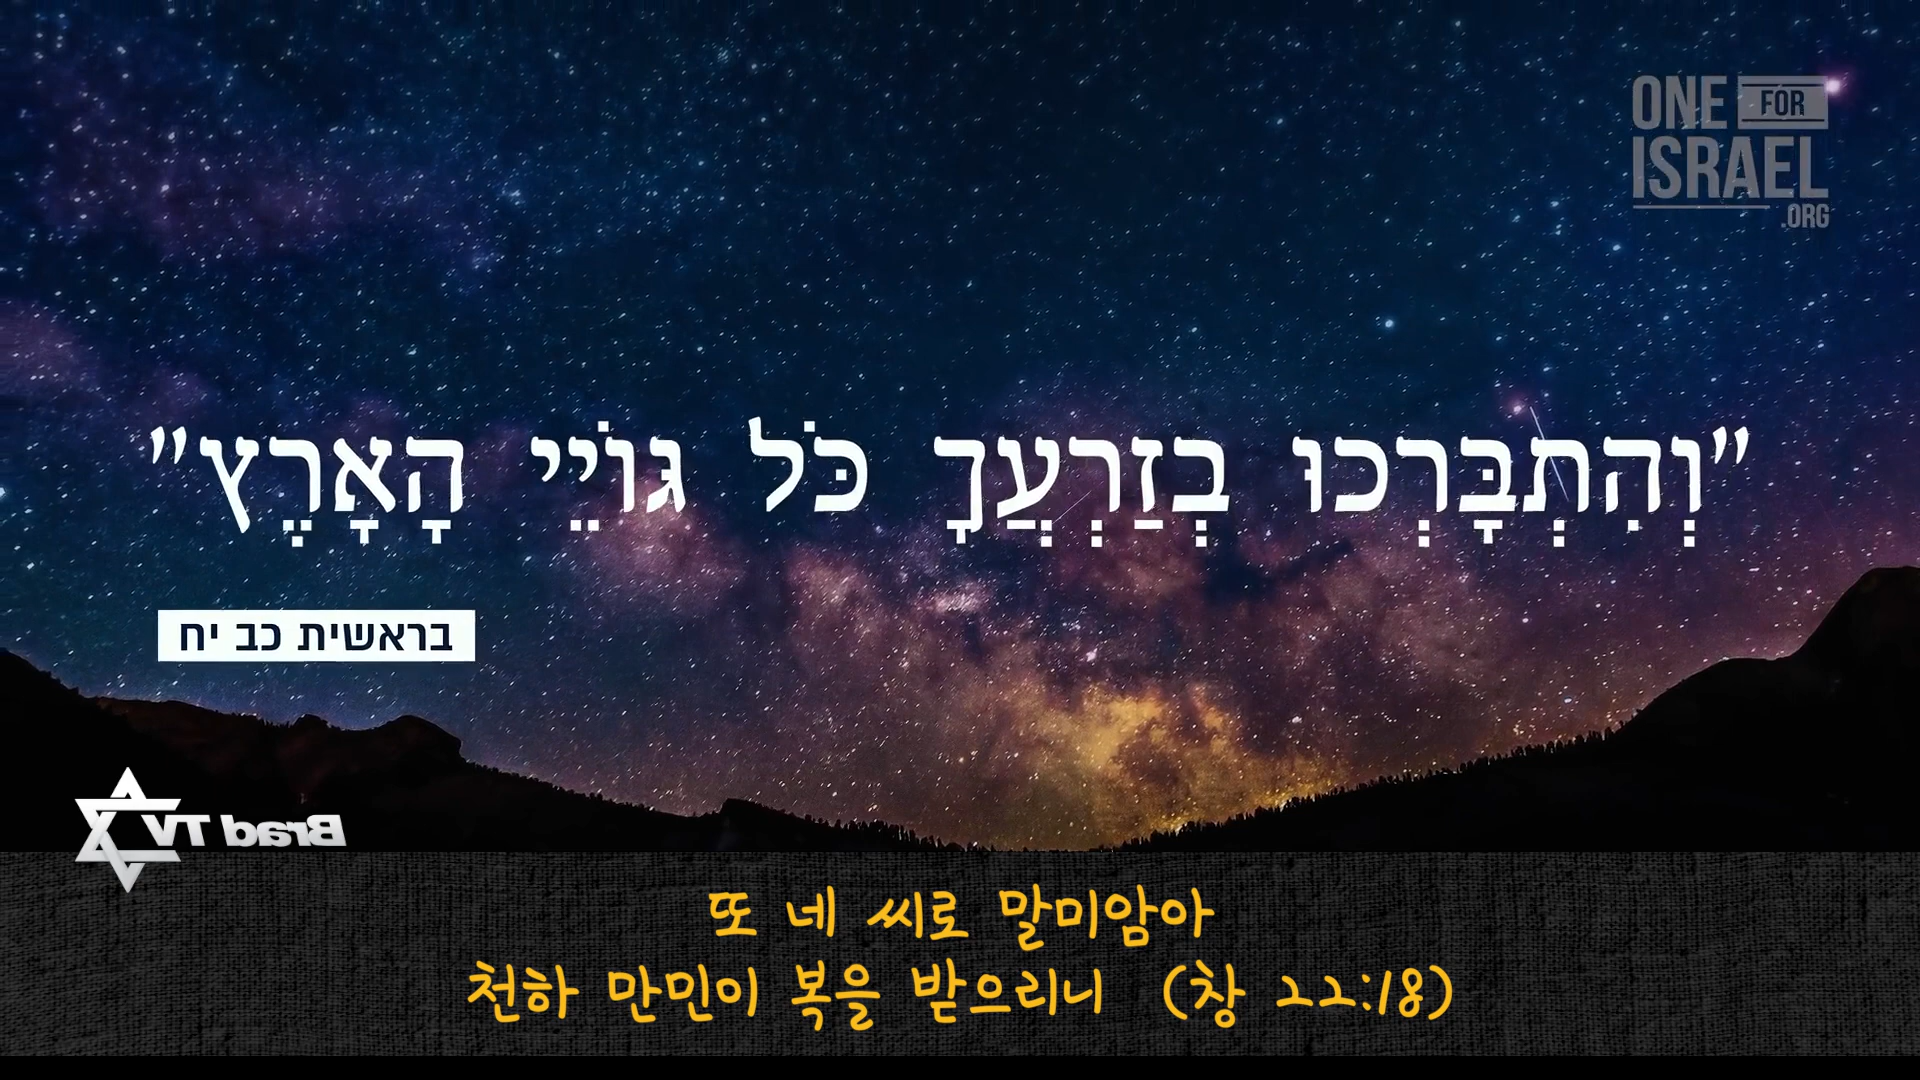 ONE FOR
ISRAEL
.ORG
"וְהִתְבָּרְכוּ בְזַרְעֲךָ כֹּל גּוֹיֵי הָאָרֶץ"
בראשית כב יח
Brad TV
또 네 씨로 말미암아
천하 만민이 복을 받으리니 (창 22:18)